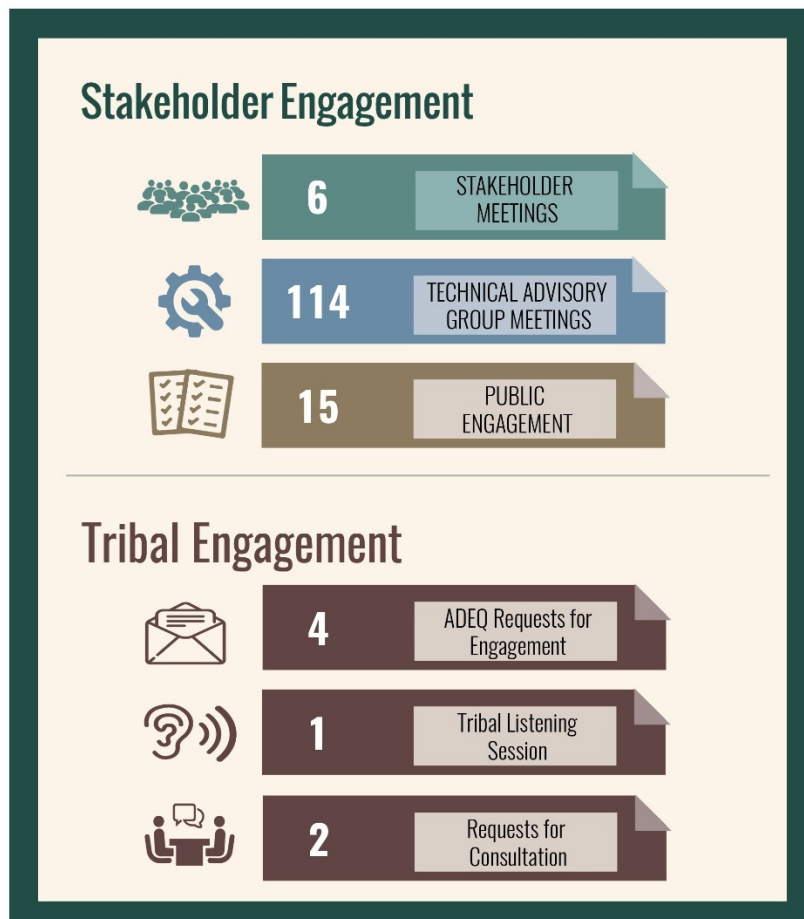 Stakeholder Engagement
6
STAKEHOLDER
MEETINGS
114
TECHNICAL ADVISORY
GROUP MEETINGS
15
PUBLIC
ENGAGEMENT
Tribal Engagement
4
ADEQ Requests for
Engagement
1
Tribal Listening
Session
2
Requests for
Consultation